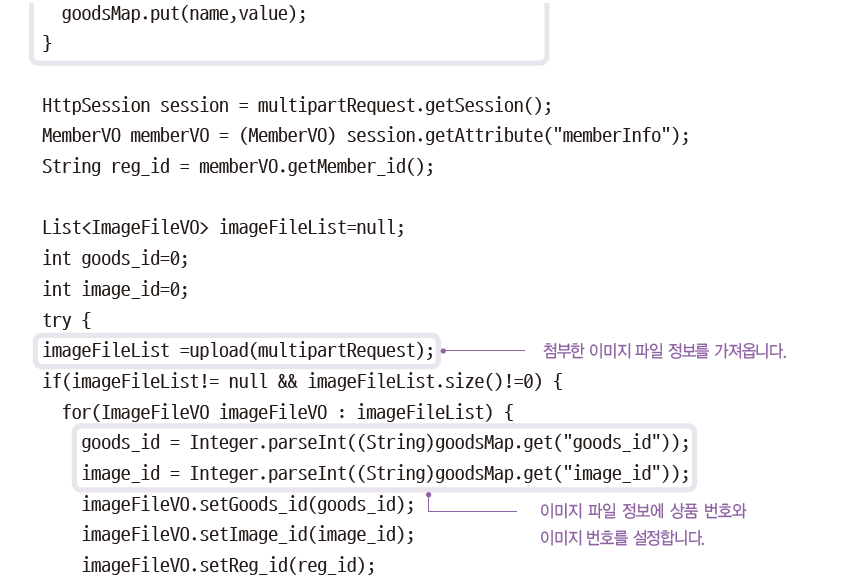 goodsMap.put(name,value);
}
HttpSession session = multipartRequest.getSession();
MemberVO memberVO = (MemberVO) session.getAttribute("memberInfo");
String reg_id = memberVO.getMember_id();
List<ImageFileVO> imageFileList=null;
int goods_id=0;
int image_id=0;
try {
imageFileList =upload(multipartRequest);
첨부한 이미지 파일 정보를 가져옵니다.
if(imageFileList!= null && imageFileList.size()!=0) {
for(ImageFileVO imageFileVO : imageFileList) {
goods_id = Integer.parseInt((String)goodsMap.get("goods_id"));
image_id = Integer.parseInt((String)goodsMap.get("image_id"));
imageFileVO.setGoods_id(goods_id);
이미지 파일 정보에 상품 번호와
imageFileVO.setImage_id(image_id);
이미지 번호를 설정합니다.
imageFileVO.setReg_id(reg_id);